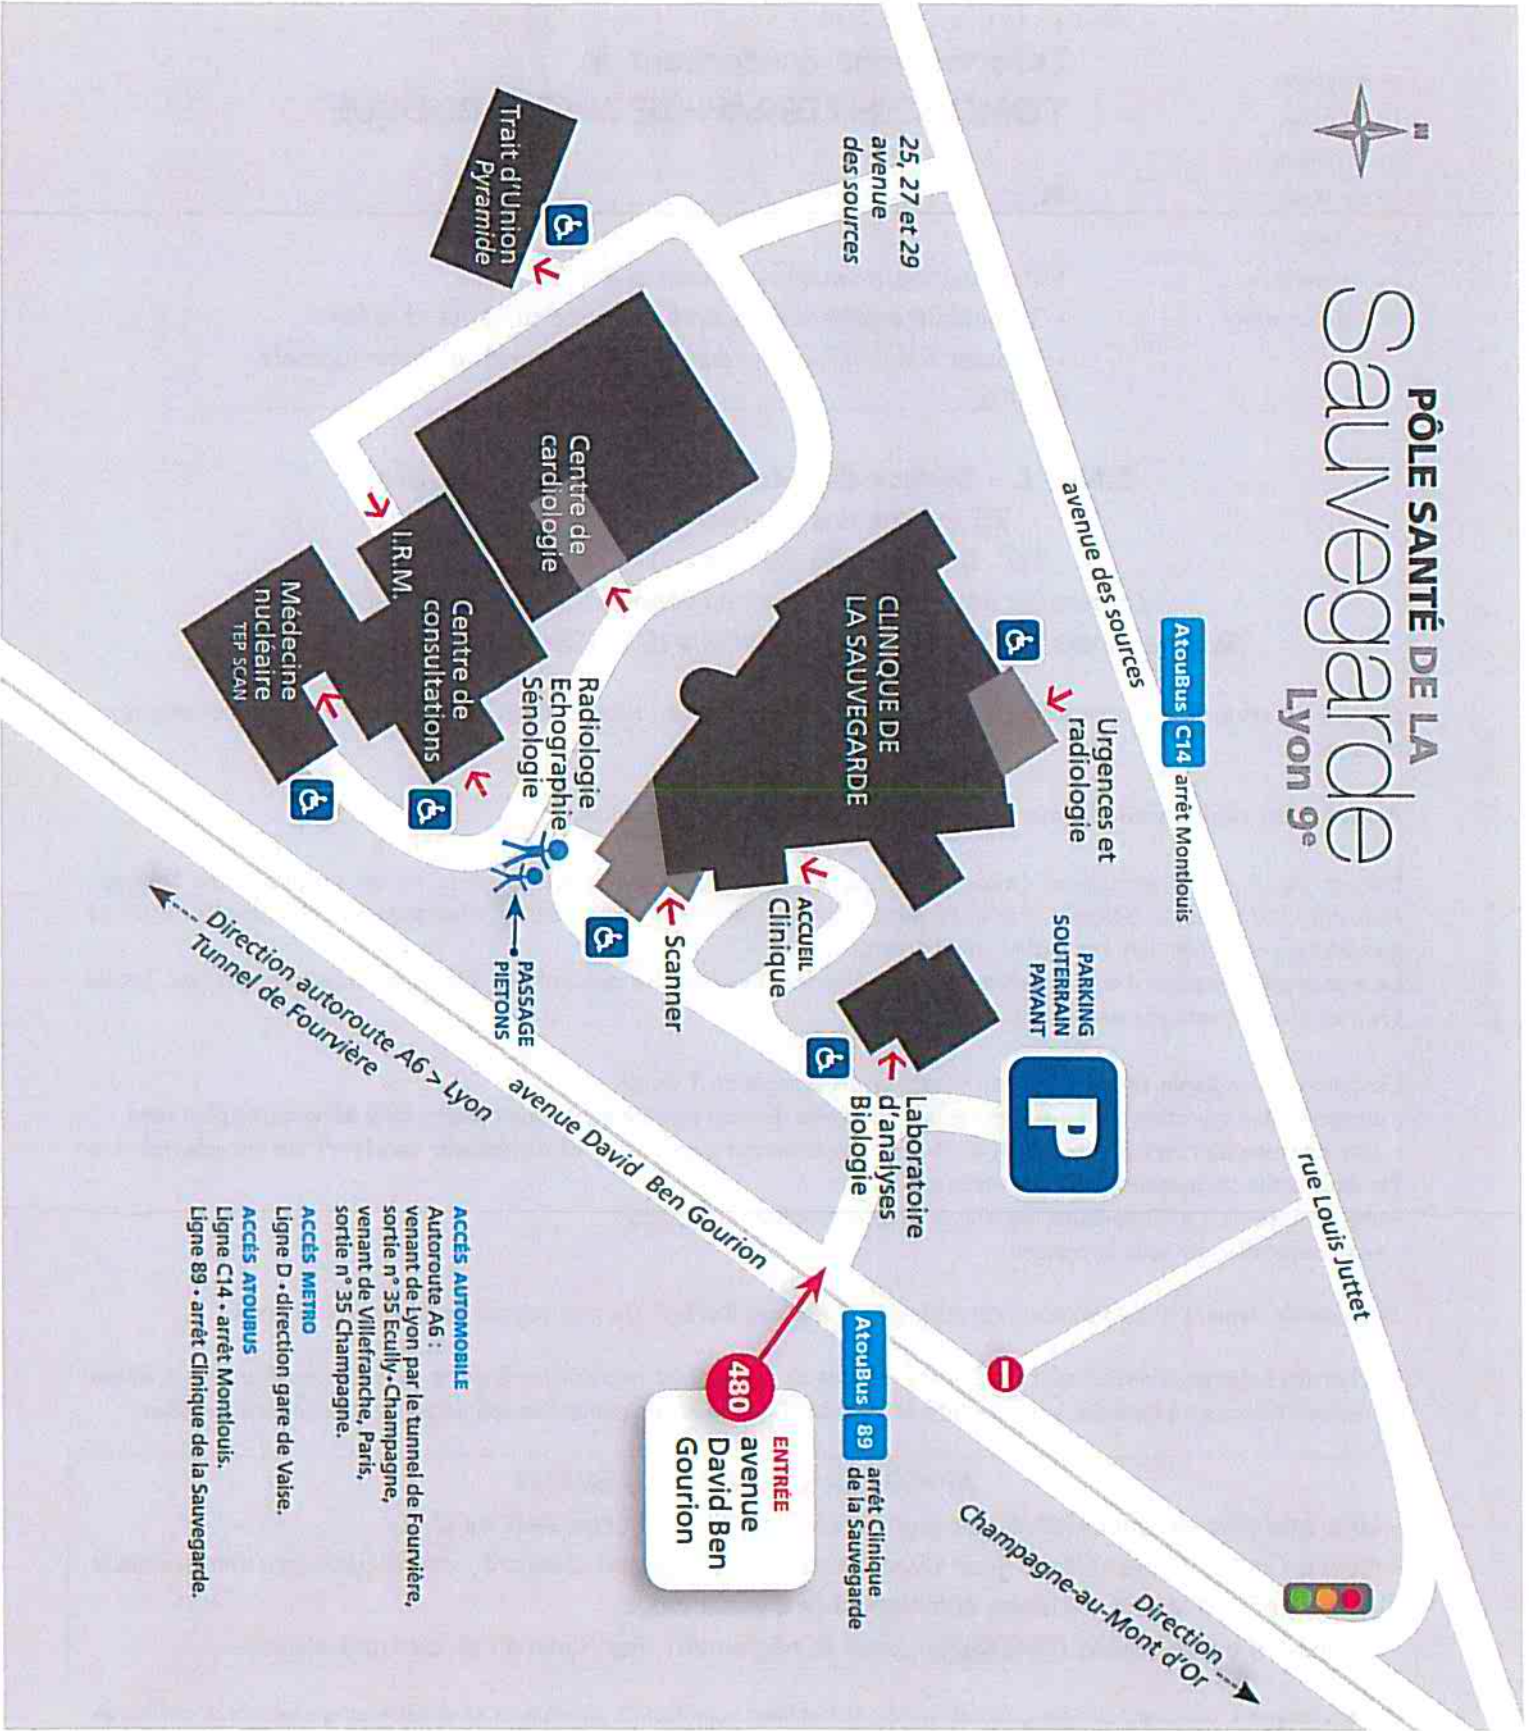 PÔLE SANTÉ DE LA
Sauvegarde
Lyon 9e
AtouBus C14 arrêt Montlouis
avenue des sources
rue Louis Juttet
25, 27 et 29
avenue
des sources
Urgences et
radiologie
PARKING
SOUTERRAIN
PAYANT
P
CLINIQUE DE
LA SAUVEGARDE
ACCUEIL
Clinique
Laboratoire
d'analyses
Biologie
Scanner
Trait d'Union
Pyramide
Centre de
cardiologie
Radiologie
Echographie
Sénologie
PASSAGE
PIETONS
I.R.M.
Centre de
consultations
Médecine
nucléaire
TEP SCAN
avenue David Ben Gourion
Direction autoroute A6 > Lyon
Tunnel de Fourvière
AtouBus 89 arrêt Clinique
de la Sauvegarde
Direction
Champagne-au-Mont d'Or
ENTRÉE
480 avenue
David Ben
Gourion
ACCÈS AUTOMOBILE
Autoroute A6 :
venant de Lyon par le tunnel de Fourvière,
sortie n° 35 Ecully-Champagne,
venant de Villefranche, Paris,
sortie n° 35 Champagne.
ACCÈS METRO
Ligne D • direction gare de Vaise.
ACCÈS ATOUBUS
Ligne C14 • arrêt Montlouis.
Ligne 89 • arrêt Clinique de la Sauvegarde.